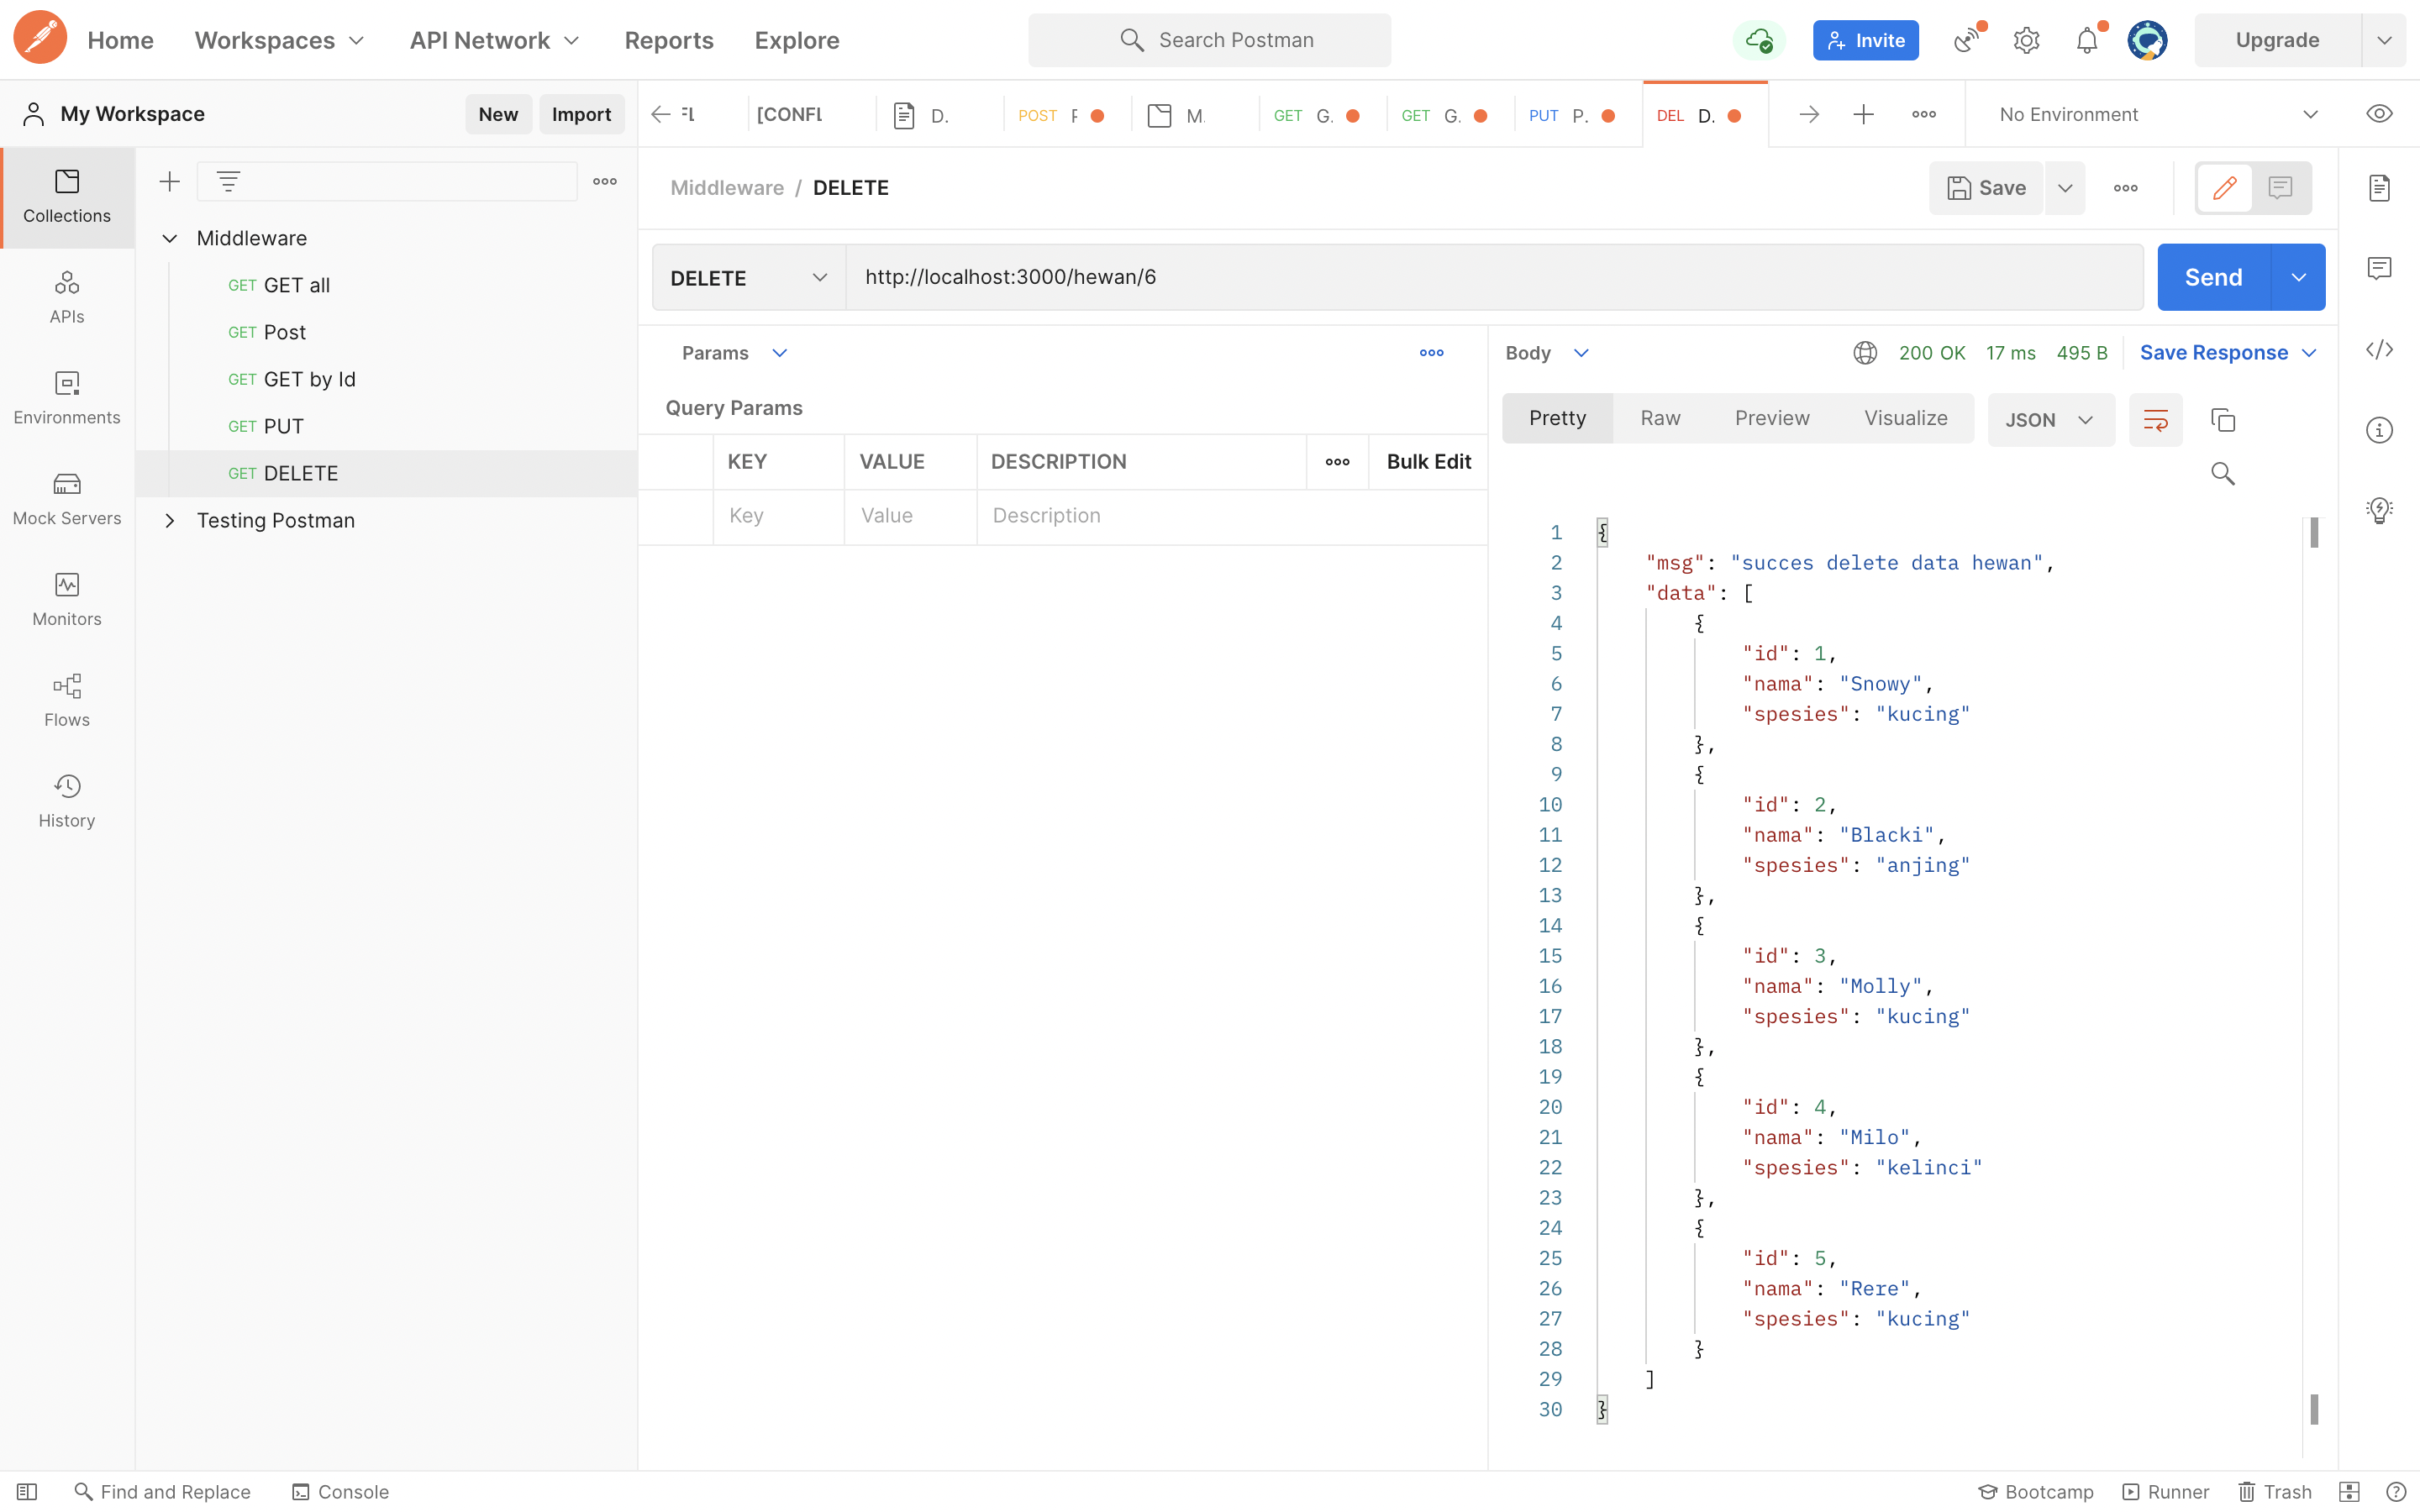 Home Workspaces API Network Reports Explore Search Postman Invite Upgrade
My Workspace New Import [CONFL D. POST M. GET G. GET G. PUT P. DEL D. No Environment
Collections
Middleware / DELETE Save
Middleware
GET GET all
GET Post
GET GET by Id
GET PUT
GET DELETE
Testing Postman
APIs
Environments
Mock Servers
Monitors
Flows
History
DELETE http://localhost:3000/hewan/6 Send
Params
Query Params
KEY VALUE DESCRIPTION Bulk Edit
Key Value Description
Body 200 OK 17 ms 495 B Save Response
Pretty Raw Preview Visualize JSON
1 {
2 "msg": "succes delete data hewan",
3 "data": [
4 {
5 "id": 1,
6 "nama": "Snowy",
7 "spesies": "kucing"
8 },
9 {
10 "id": 2,
11 "nama": "Blacki",
12 "spesies": "anjing"
13 },
14 {
15 "id": 3,
16 "nama": "Molly",
17 "spesies": "kucing"
18 },
19 {
20 "id": 4,
21 "nama": "Milo",
22 "spesies": "kelinci"
23 },
24 {
25 "id": 5,
26 "nama": "Rere",
27 "spesies": "kucing"
28 }
29 ]
30 }
Find and Replace Console Bootcamp Runner Trash